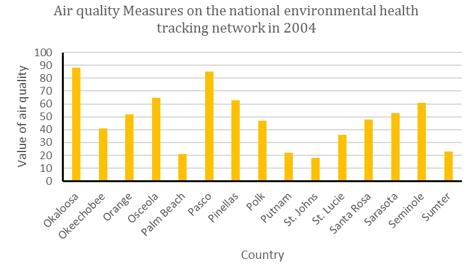 Air quality Measures on the national environmental health
tracking network in 2004
Value of air quality
100
90
80
70
60
50
40
30
20
10
0
Okaloosa
Okeechobee
Orange
Osceola
Palm Beach
Pasco
Pinellas
Polk
Putnam
St. Johns
St. Lucie
Santa Rosa
Sarasota
Seminole
Sumter
Country